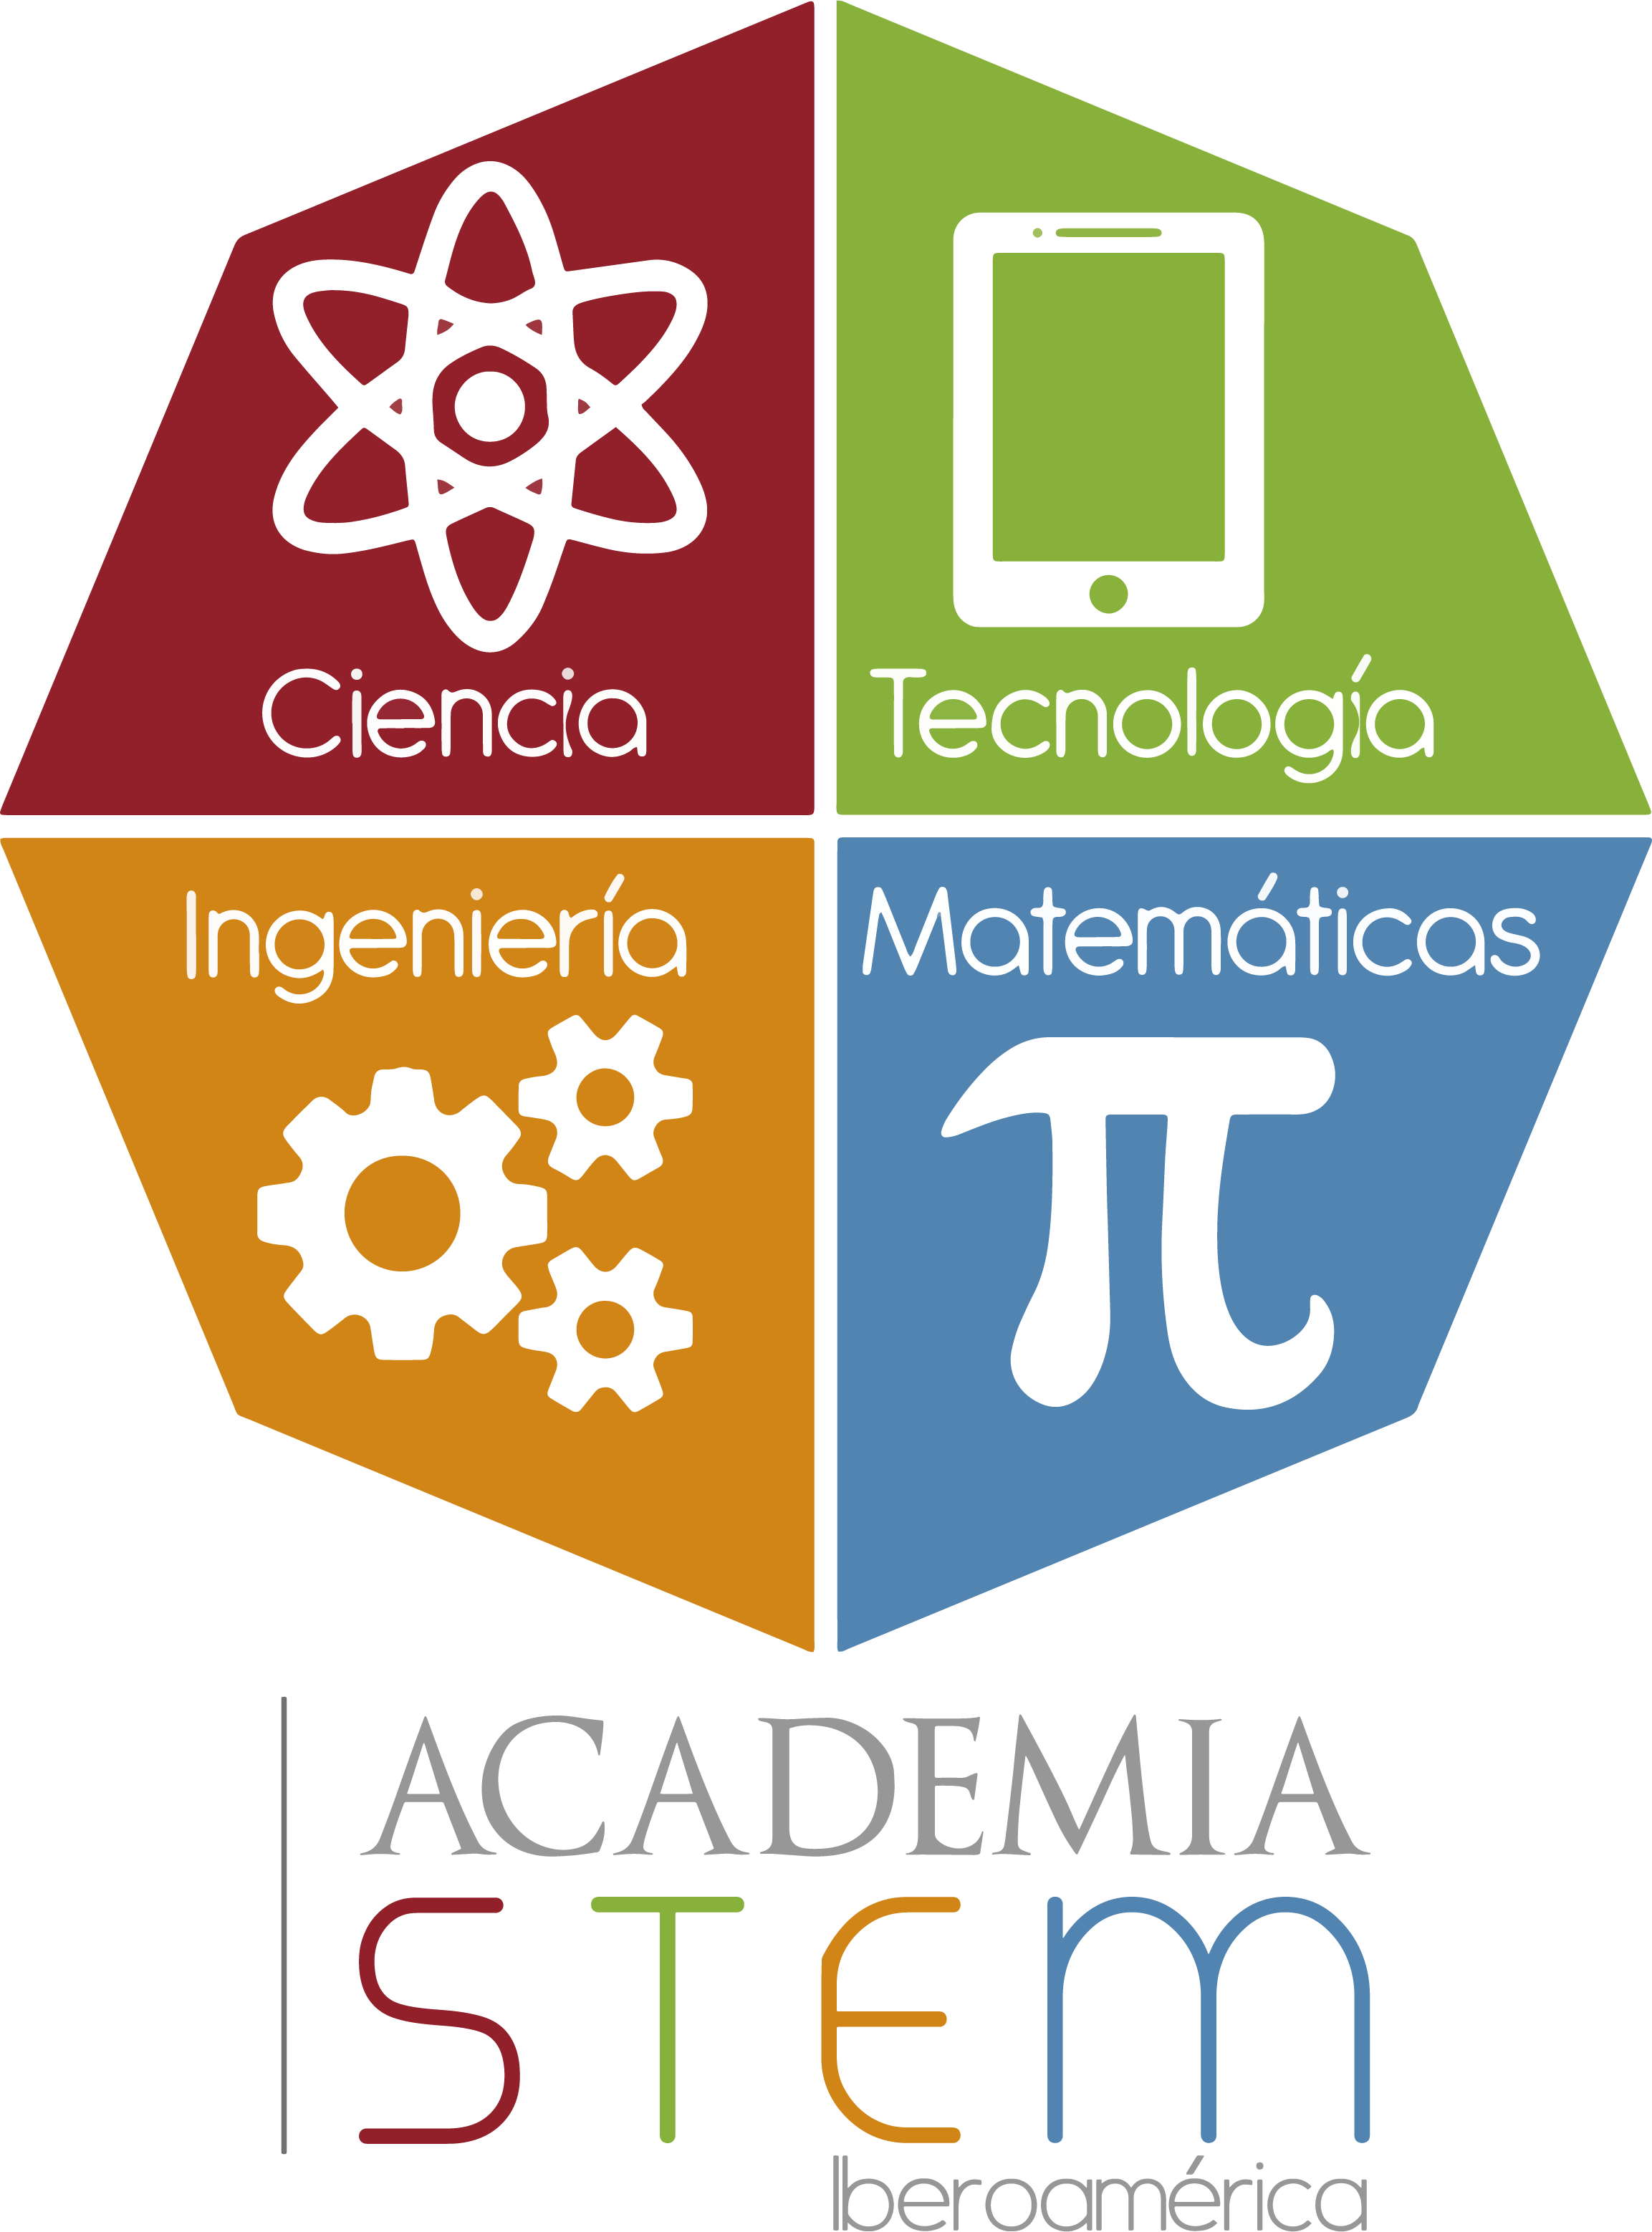 Ciencia
Tecnología
Ingeniería
Matemáticas
ACADEMIA
STEM
Iberoamérica